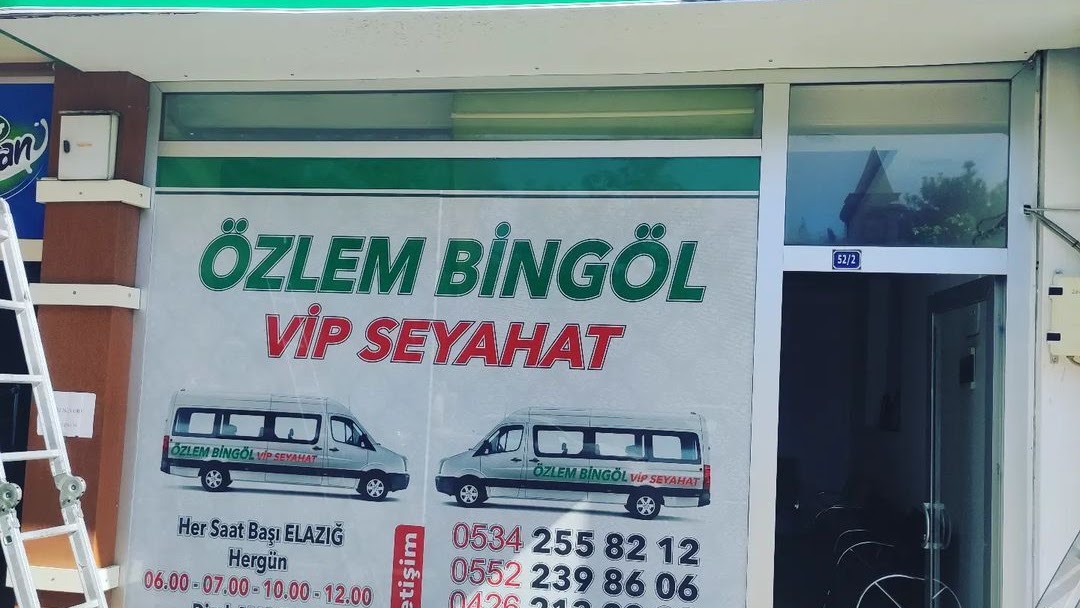 52/2
ÖZLEM BİNGÖL
VİP SEYAHAT
ÖZLEM BİNGÖL VİP SEYAHAT
ÖZLEM BİNGÖL VİP SEYAHAT
Her Saat Başı ELAZIĞ
Hergün
06.00 - 07.00 - 10.00 - 12.00
0534 255 82 12
0552 239 86 06
0426